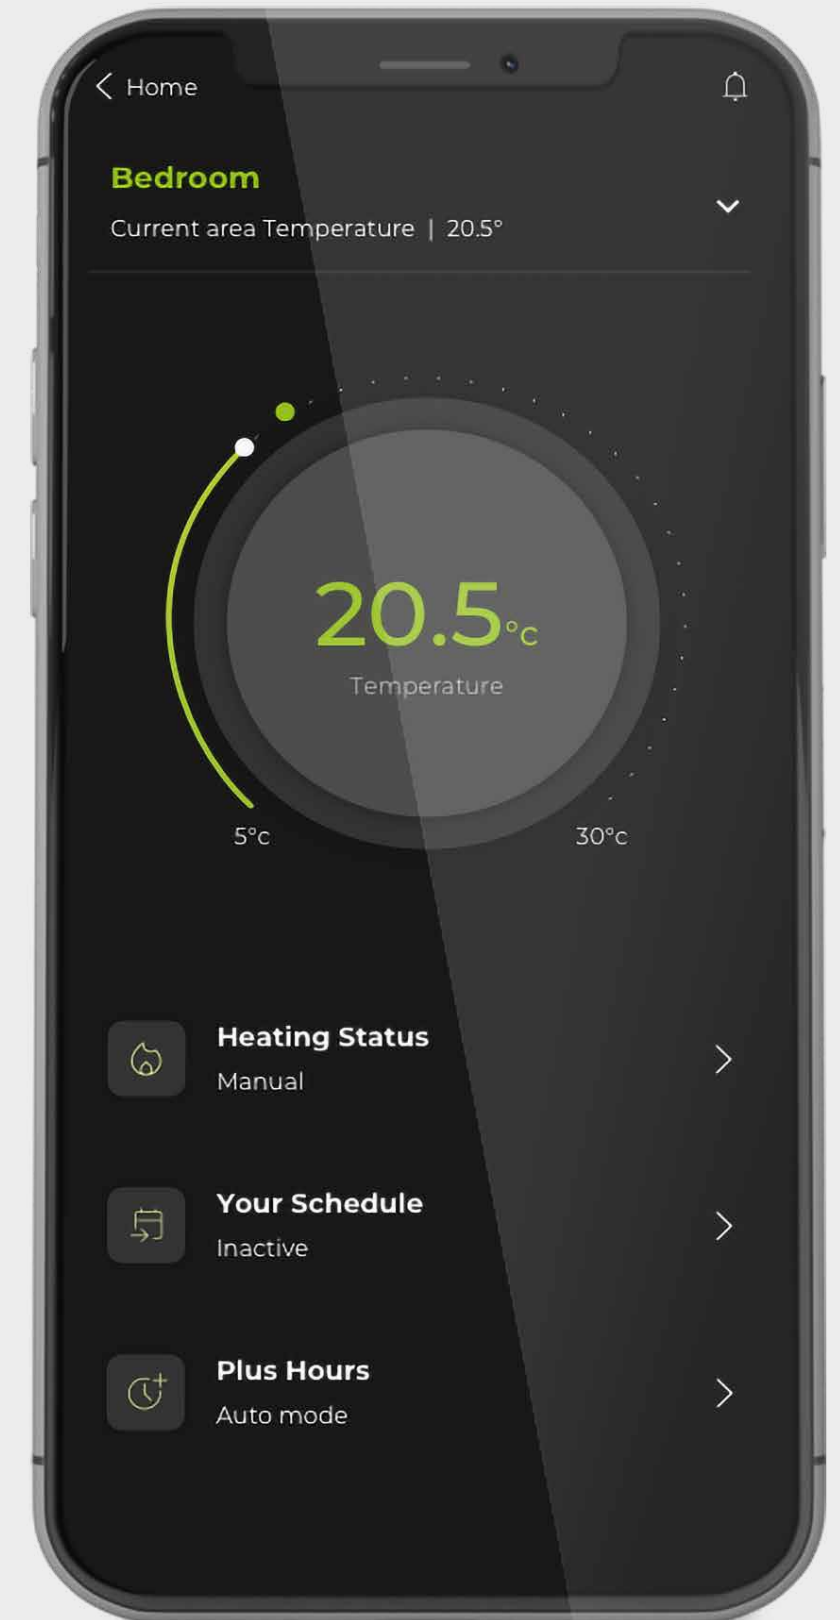 Home
Bedroom
Current area Temperature | 20.5°
20.5°c
Temperature
5°c
30°c
Heating Status
Manual
Your Schedule
Inactive
Plus Hours
Auto mode